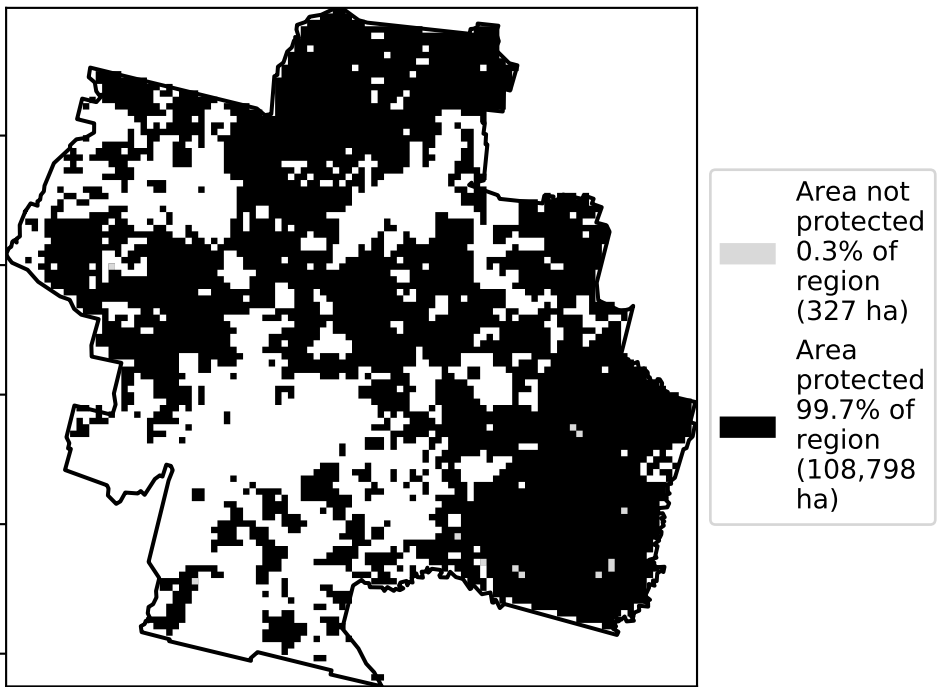 Area not
protected
0.3% of
region
(327 ha)
Area
protected
99.7% of
region
(108,798
ha)